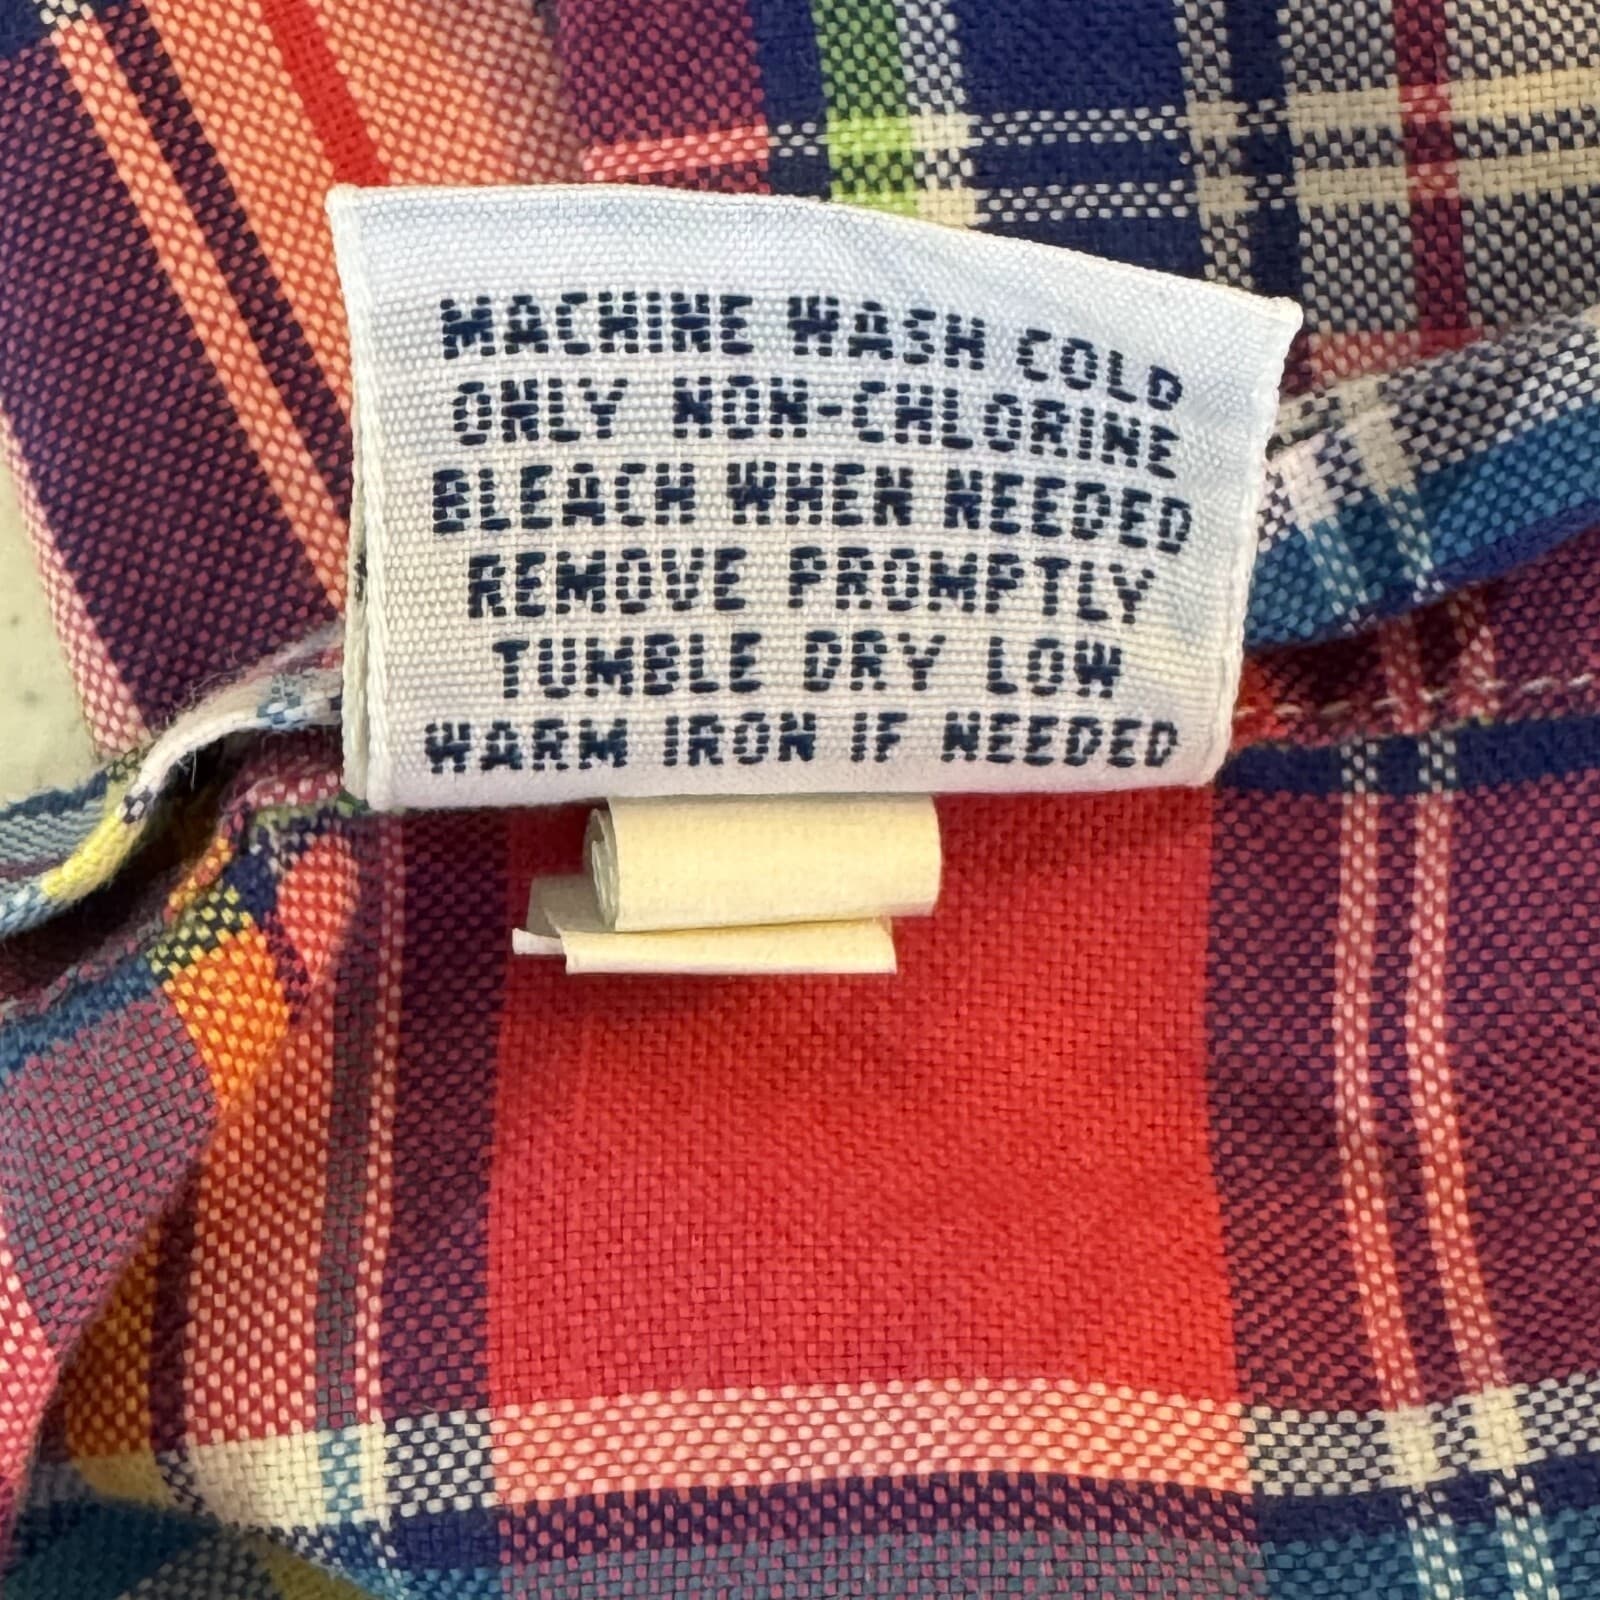 MACHINE WASH COLD
ONLY NON-CHLORINE
BLEACH WHEN NEEDED
REMOVE PROMPTLY
TUMBLE DRY LOW
WARM IRON IF NEEDED